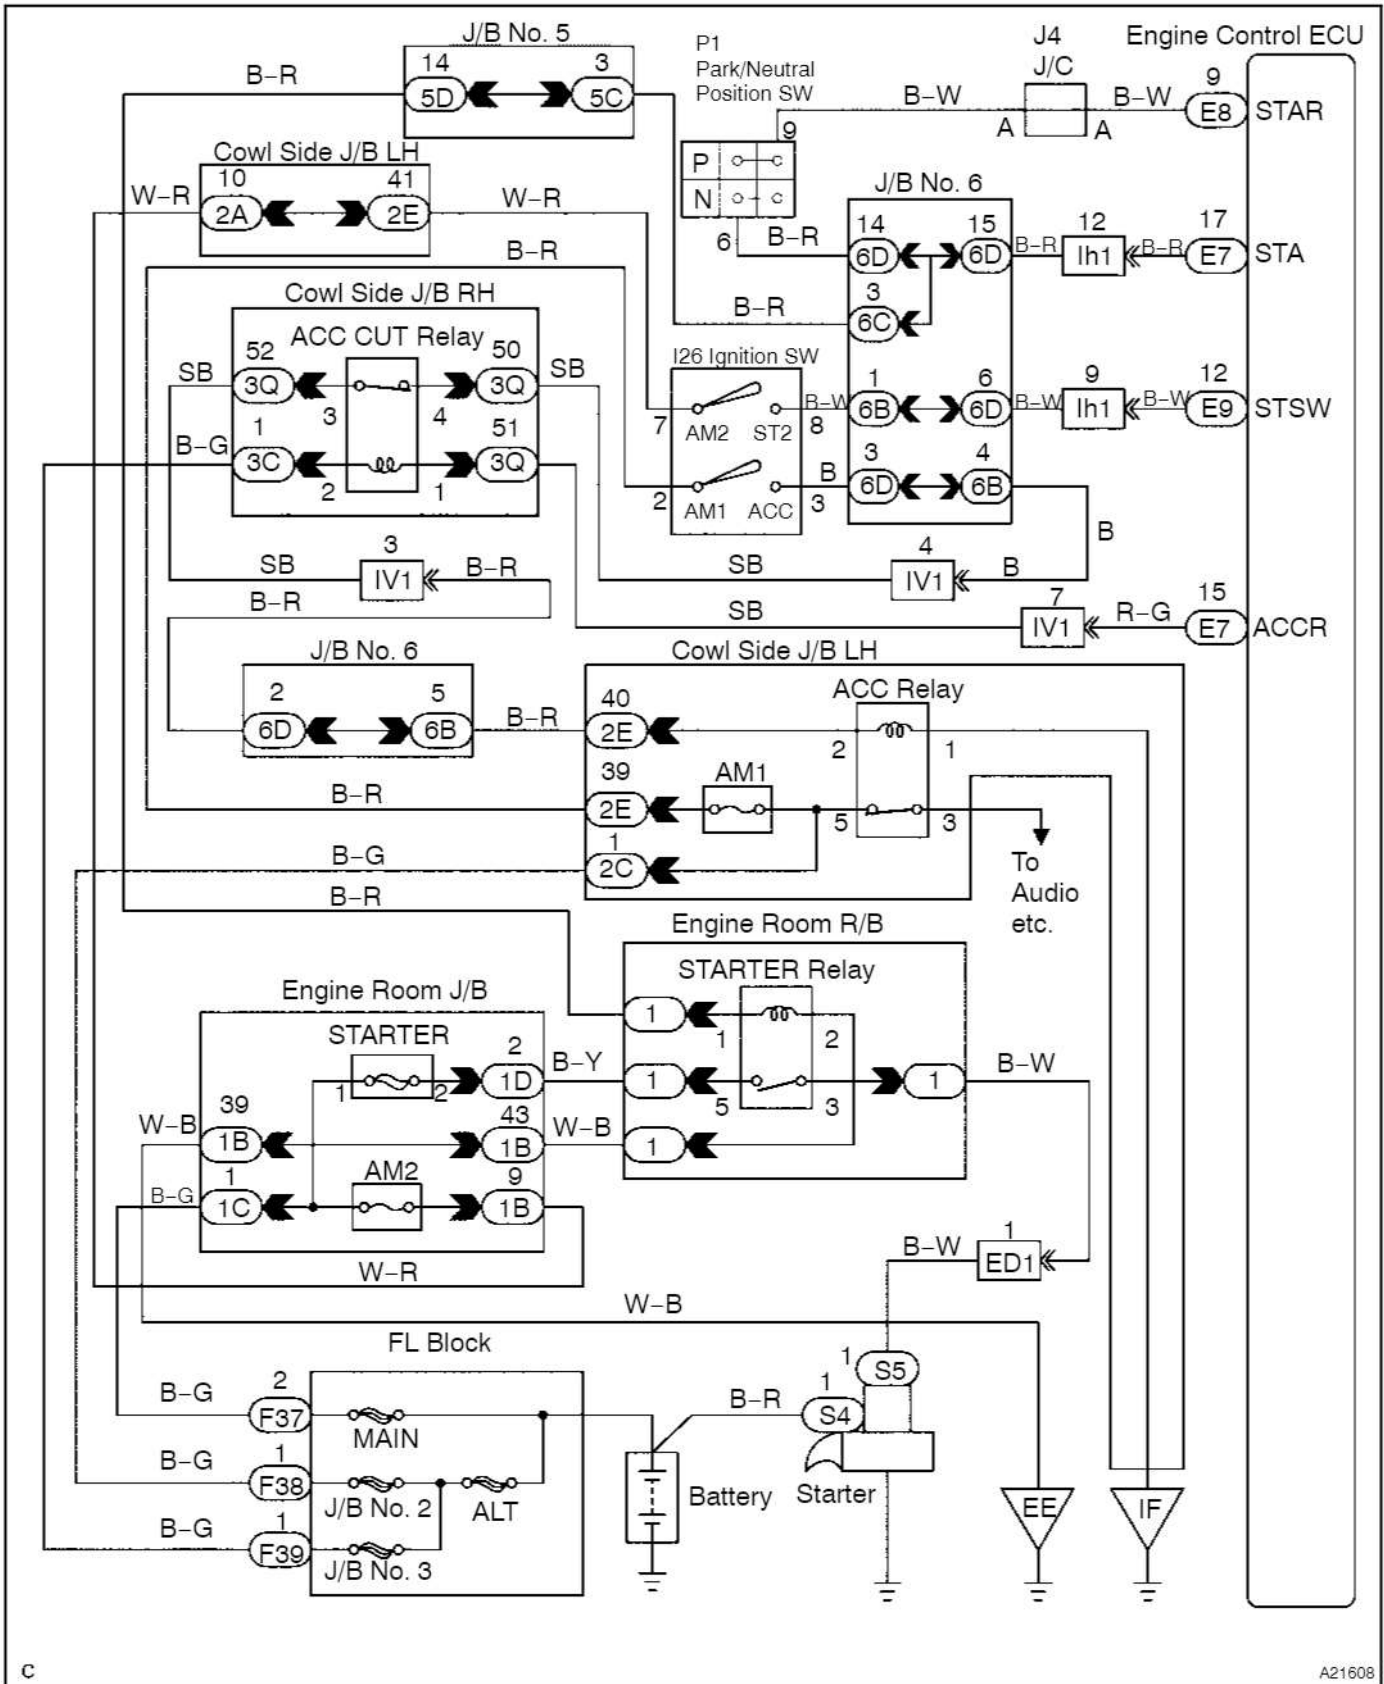 J/B No. 5
P1
Park/Neutral
Position SW
J4
J/C
Engine Control ECU
B–R
14
3
5D
5C
B–W
A
A
B–W
9
E8
STAR
9
P
N
6
Cowl Side J/B LH
W–R
10
41
2A
2E
W–R
J/B No. 6
B–R
14
15
6D
6D
B–R
12
Ih1
B–R
17
E7
STA
B–R
B–R
3
6C
Cowl Side J/B RH
ACC CUT Relay
SB
52
50
3Q
3Q
SB
3
4
B–G
1
51
3C
3Q
2
1
I26 Ignition SW
7
AM2
ST2
8
B–W
1
6
6B
6D
B–W
9
Ih1
B–W
12
E9
STSW
2
AM1
ACC
3
B
3
4
6D
6B
B
SB
3
IV1
B–R
SB
4
IV1
B
B–R
SB
7
IV1
R–G
15
E7
ACCR
J/B No. 6
2
5
6D
6B
B–R
Cowl Side J/B LH
ACC Relay
40
2E
2
1
39
2E
AM1
5
3
B–R
1
2C
B–G
To
Audio
etc.
B–R
Engine Room R/B
STARTER Relay
1
1
2
1
5
3
1
B–W
1
Engine Room J/B
STARTER
1
2
2
1D
B–Y
W–B
39
1B
43
1B
W–B
B–G
1
1C
AM2
9
1B
W–R
B–W
1
ED1
W–B
FL Block
B–G
2
F37
MAIN
B–G
1
F38
J/B No. 2
ALT
B–G
1
F39
J/B No. 3
Battery
B–R
1
S4
1
S5
Starter
EE
IF
C
A21608